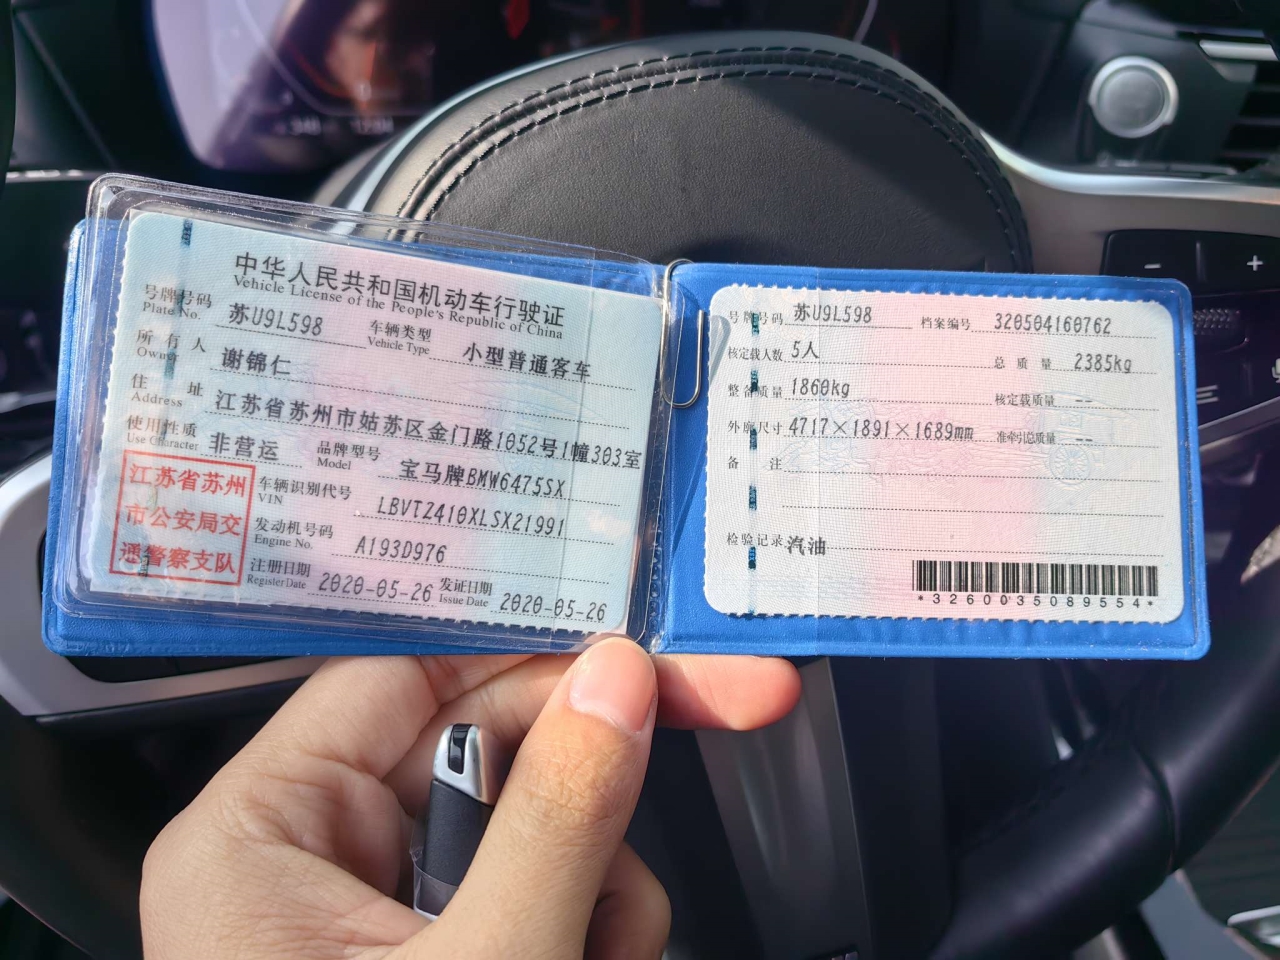 中华人民共和国机动车行驶证
Vehicle License of the People's Republic of China
号牌号码 苏U9L598 车辆类型 小型普通客车
Plate No. Vehicle Type
所有人 谢锦仁
Owner
住址 江苏省苏州市姑苏区金门路1052号1幢303室
Address
使用性质 非营运 品牌型号 宝马牌BMW6475SX
Use Character Model
江苏省苏州
市公安局交
通警察支队
车辆识别代号 LBVTZ410XLSX21991
VIN
发动机号码 A193D976
Engine No.
注册日期 2020-05-26 发证日期 2020-05-26
Register Date Issue Date
号牌号码 苏U9L598 档案编号 320504160762
核定载人数 5人 总质量 2385kg
整备质量 1860kg 核定载质量 --
外廓尺寸 4717×1891×1689mm 准牵引总质量 --
备注
检验记录 汽油
*3260035089554*